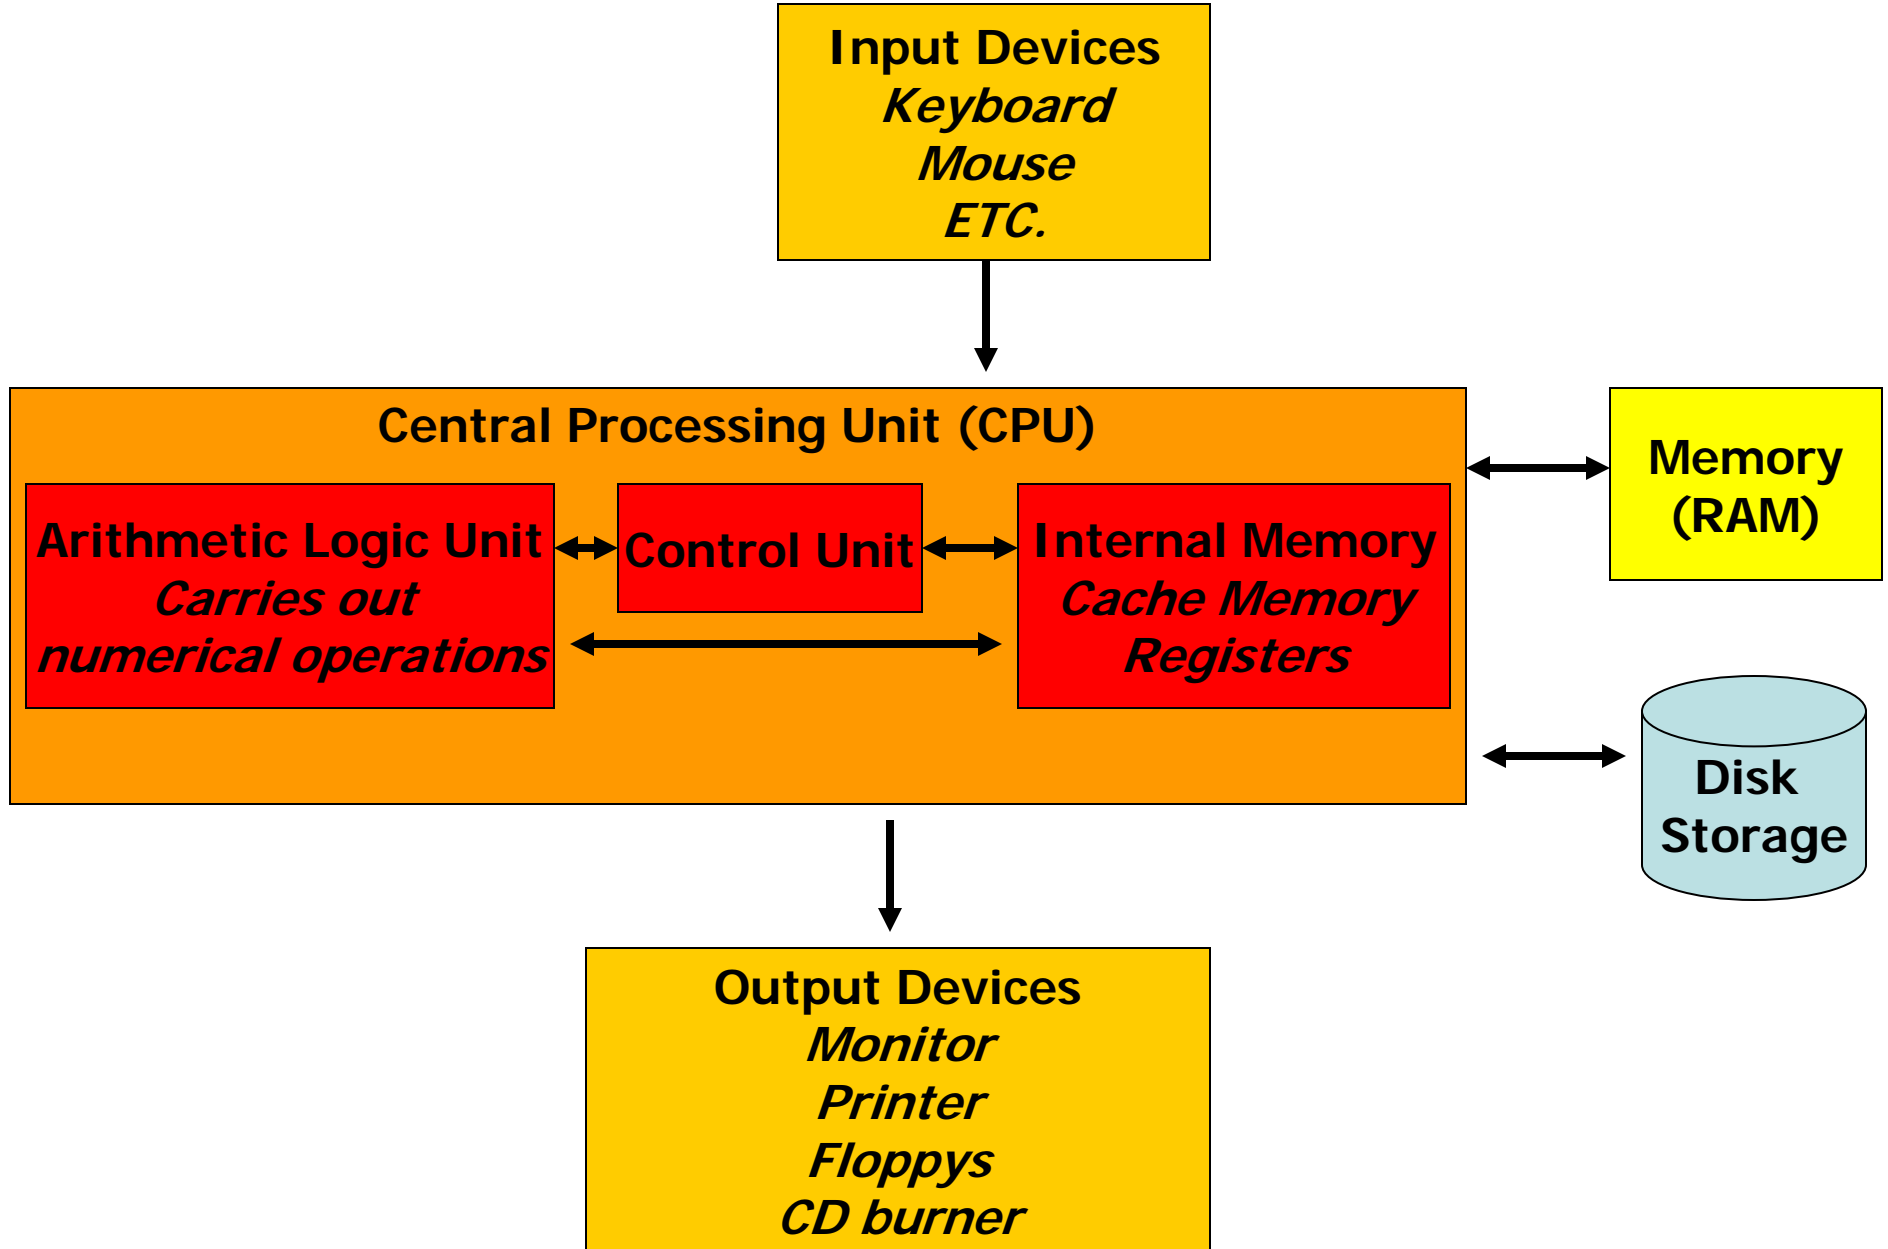 Input Devices
Keyboard
Mouse
ETC.
Central Processing Unit (CPU)
Arithmetic Logic Unit
Carries out
numerical operations
Control Unit
Internal Memory
Cache Memory
Registers
Memory
(RAM)
Disk
Storage
Output Devices
Monitor
Printer
Floppys
CD burner